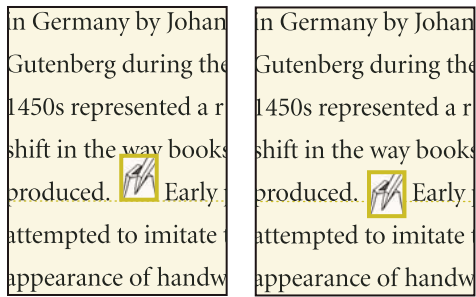 in Germany by Johan
Gutenberg during the
1450s represented a r
shift in the way books
produced. Early
attempted to imitate
appearance of handw
in Germany by Johan
Gutenberg during the
1450s represented a r
shift in the way books
produced. Early
attempted to imitate
appearance of handw